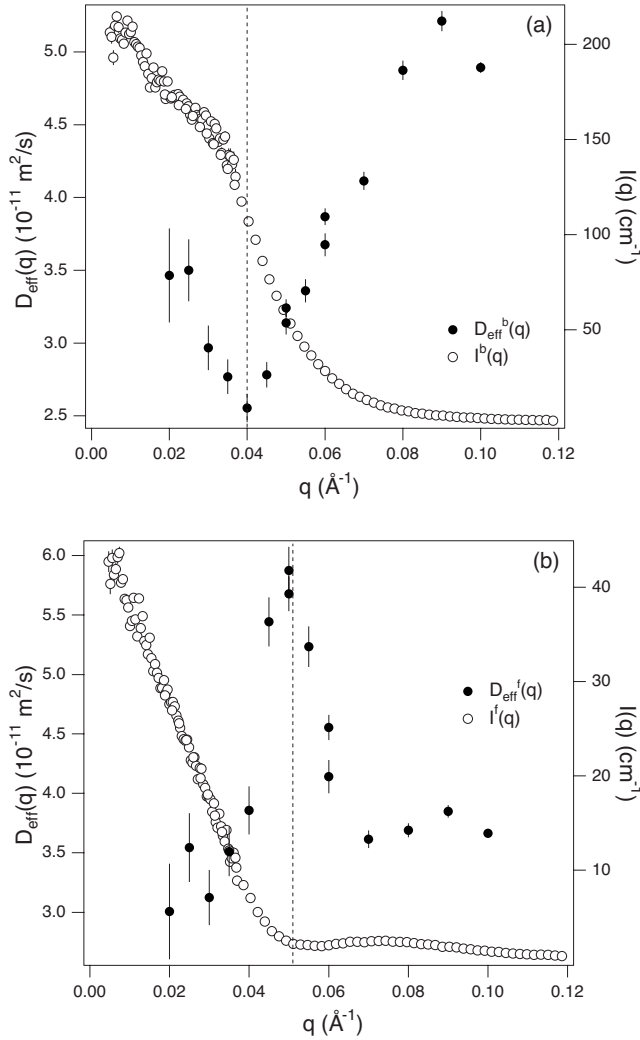 (a)
5.0
4.5
4.0
3.5
3.0
2.5
D_eff(q) (10^-11 m^2/s)
200
150
100
50
I(q) (cm^-1)
D_eff^b(q)
I^b(q)
0.00 0.02 0.04 0.06 0.08 0.10 0.12
q (Å^-1)
(b)
6.0
5.5
5.0
4.5
4.0
3.5
3.0
D_eff(q) (10^-11 m^2/s)
40
30
20
10
I(q) (cm^-1)
D_eff^f(q)
I^f(q)
0.00 0.02 0.04 0.06 0.08 0.10 0.12
q (Å^-1)